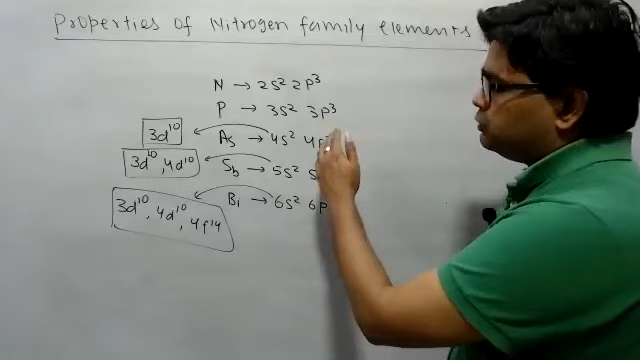 Properties of Nitrogen family elements
N → 2s² 2p³
P → 3s² 3p³
3d¹⁰ As → 4s² 4p
3d¹⁰, 4d¹⁰ Sb → 5s² 5
3d¹⁰, 4d¹⁰, 4f¹⁴ Bi → 6s² 6p